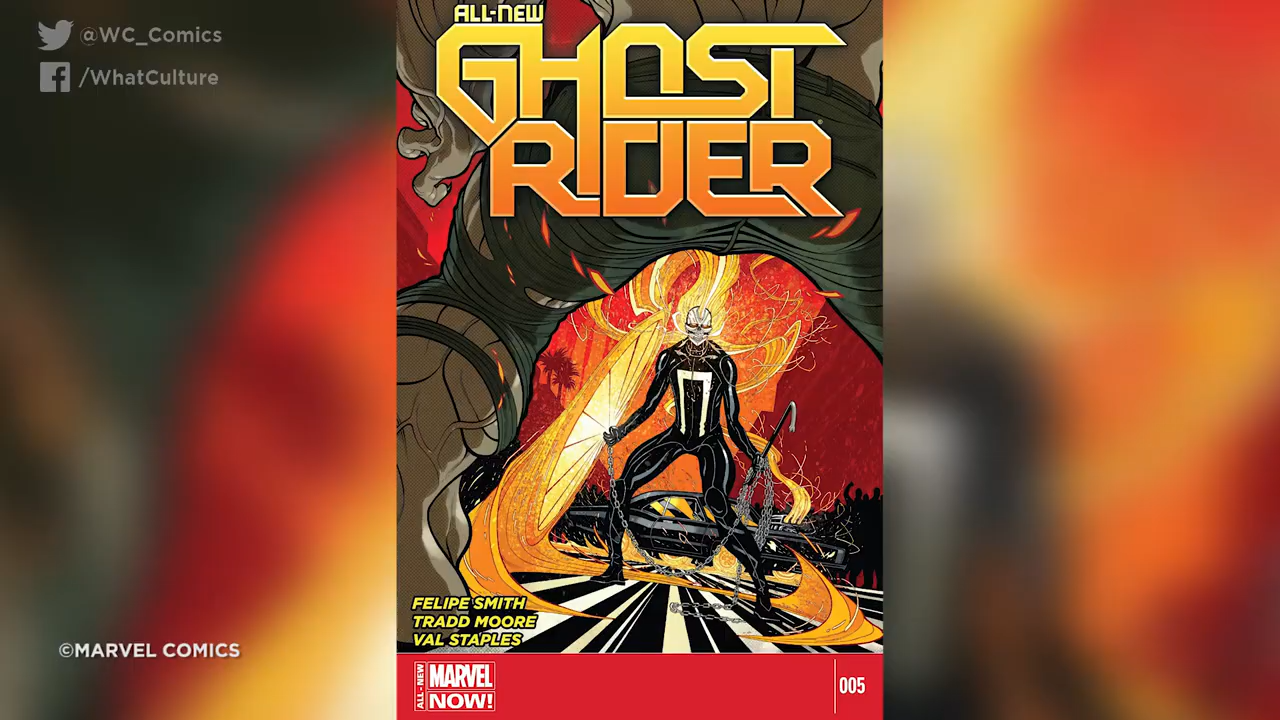 @WC_Comics
/WhatCulture
ALL-NEW
GHOST
RIDER
FELIPE SMITH
TRADD MOORE
VAL STAPLES
©MARVEL COMICS
ALL-NEW
MARVEL
NOW!
005